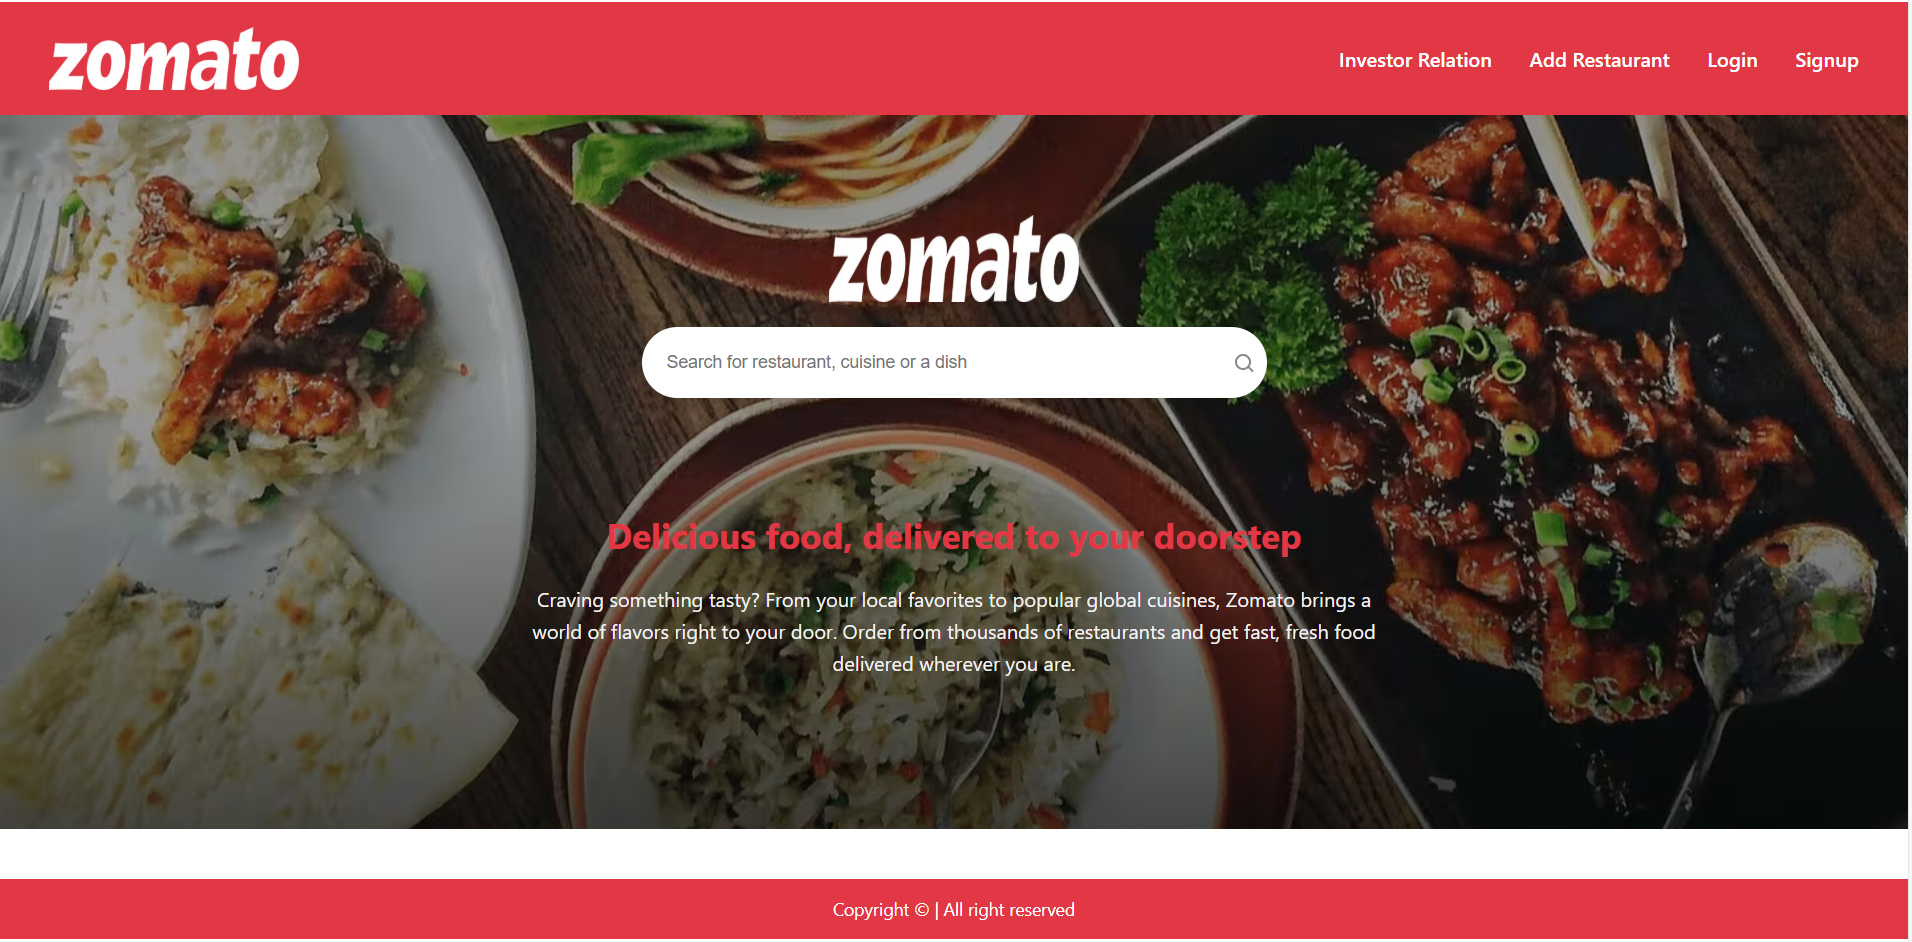 zomato
Investor Relation
Add Restaurant
Login
Signup
zomato
Search for restaurant, cuisine or a dish
Delicious food, delivered to your doorstep
Craving something tasty? From your local favorites to popular global cuisines, Zomato brings a
world of flavors right to your door. Order from thousands of restaurants and get fast, fresh food
delivered wherever you are.
Copyright © | All right reserved